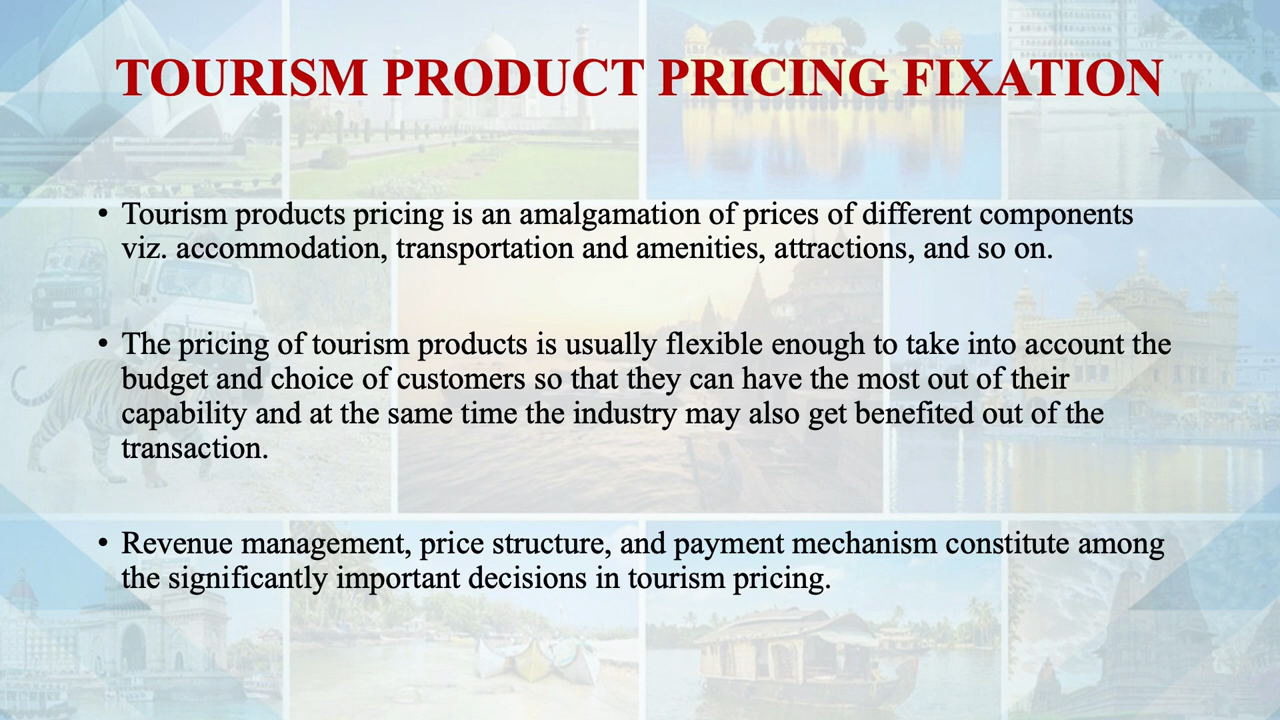 TOURISM PRODUCT PRICING FIXATION
• Tourism products pricing is an amalgamation of prices of different components
viz. accommodation, transportation and amenities, attractions, and so on.
• The pricing of tourism products is usually flexible enough to take into account the
budget and choice of customers so that they can have the most out of their
capability and at the same time the industry may also get benefited out of the
transaction.
• Revenue management, price structure, and payment mechanism constitute among
the significantly important decisions in tourism pricing.